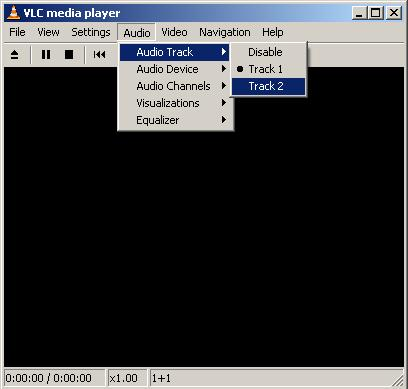 VLC media player
File View Settings Audio Video Navigation Help
Audio Track
Audio Device
Audio Channels
Visualizations
Equalizer
Disable
Track 1
Track 2
0:00:00 / 0:00:00 x1.00 1+1